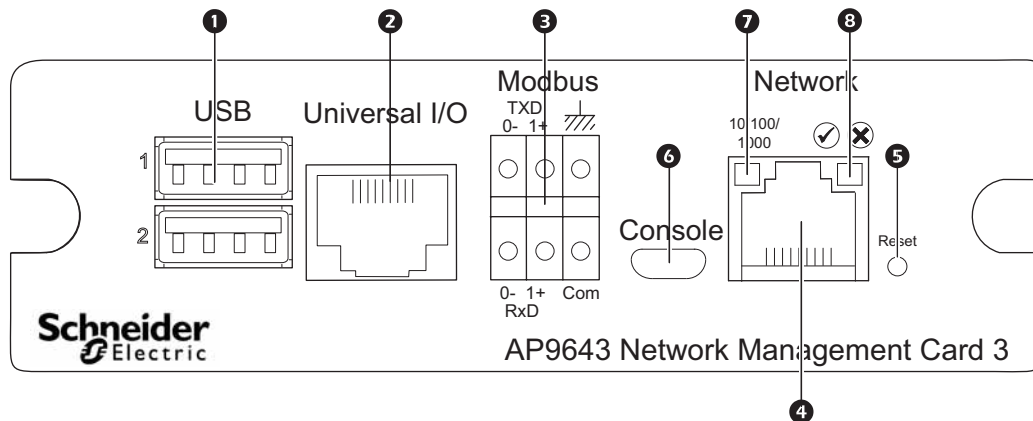 1 2 3 7 8
Modbus Network
USB Universal I/O TXD
0- 1+
10/100/
1000
1
6 5
2 Console Reset
0- 1+ Com
RxD
Schneider
Electric
AP9643 Network Management Card 3
4